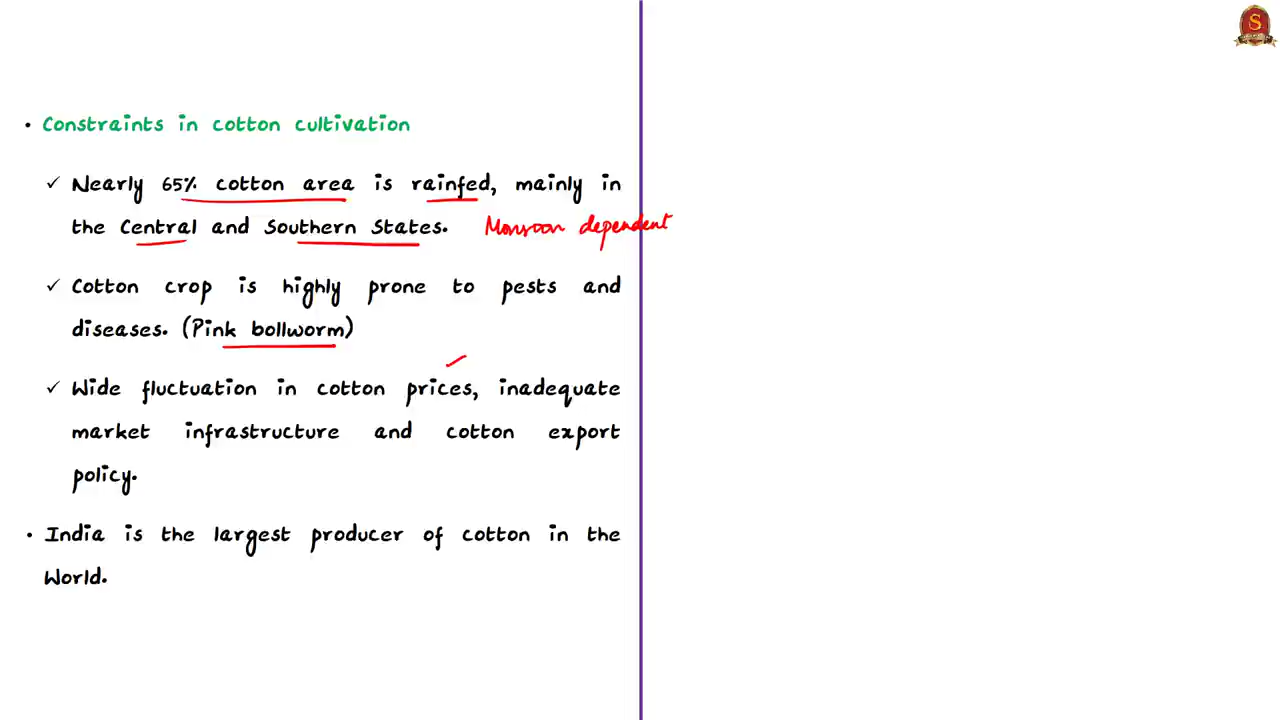 • Constraints in cotton cultivation
✓ Nearly 65% cotton area is rainfed, mainly in
the Central and Southern States. Monsoon dependent
✓ Cotton crop is highly prone to pests and
diseases. (Pink bollworm)
✓ Wide fluctuation in cotton prices, inadequate
market infrastructure and cotton export
policy.
• India is the largest producer of cotton in the
World.
S